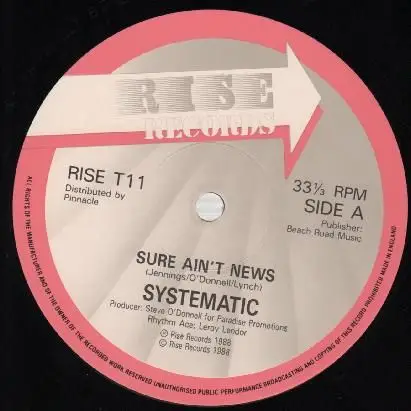 RISE
RECORDS
RISE T11
Distributed by
Pinnacle
33⅓ RPM
SIDE A
Publisher:
Beach Road Music
SURE AIN'T NEWS
(Jennings/O'Donnell/Lynch)
SYSTEMATIC
Producer: Steve O'Donnell for Paradise Promotions
Rhythm Ace: Leroy Landor
℗ Rise Records 1988
© Rise Records 1988
ALL RIGHTS OF THE MANUFACTURER AND OF THE OWNER OF THE RECORDED WORK RESERVED UNAUTHORISED PUBLIC PERFORMANCE BROADCASTING AND COPYING OF THIS RECORD PROHIBITED MADE IN ENGLAND